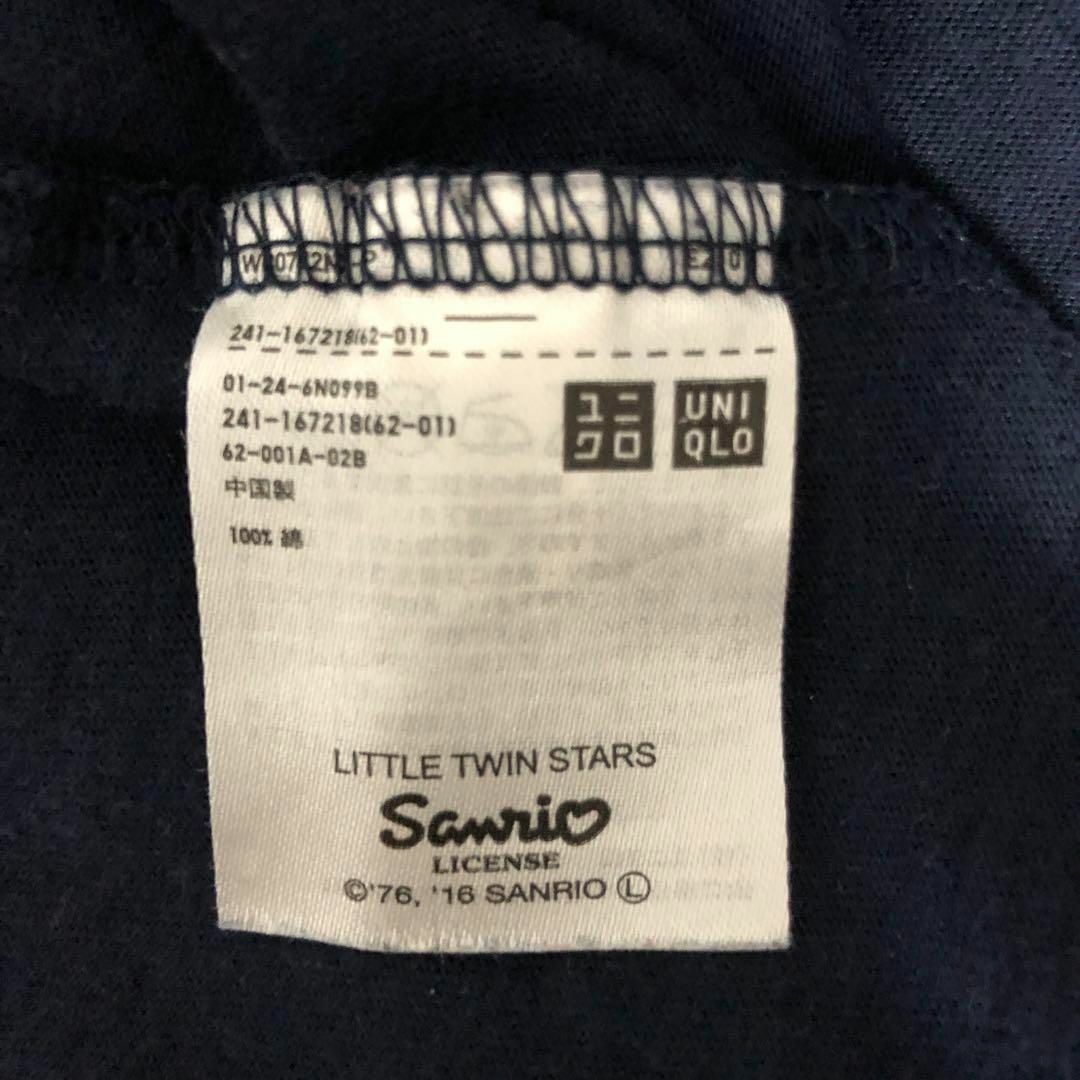 241-167218(62-01)
01-24-6N099B
241-167218(62-01)
62-001A-02B
中国製
100% 綿
ユニ
クロ
UNI
QLO
LITTLE TWIN STARS
Sanrio
LICENSE
©'76, '16 SANRIO Ⓛ